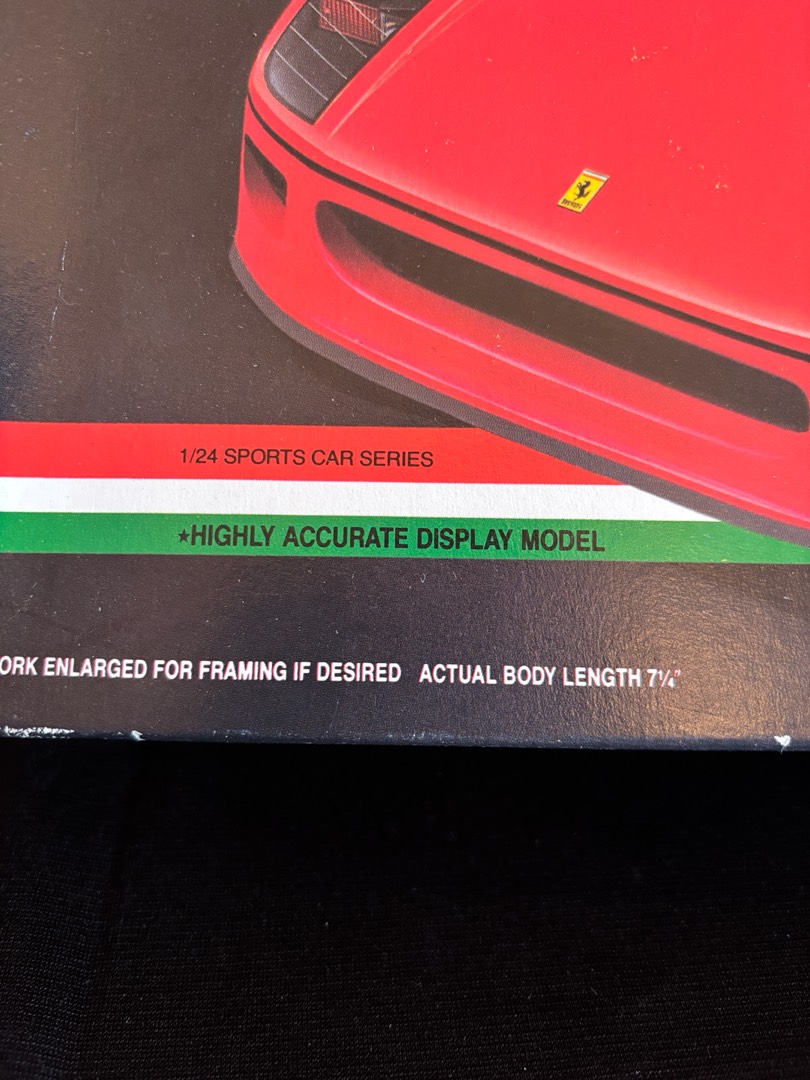 1/24 SPORTS CAR SERIES
★HIGHLY ACCURATE DISPLAY MODEL
ORK ENLARGED FOR FRAMING IF DESIRED ACTUAL BODY LENGTH 7¼"